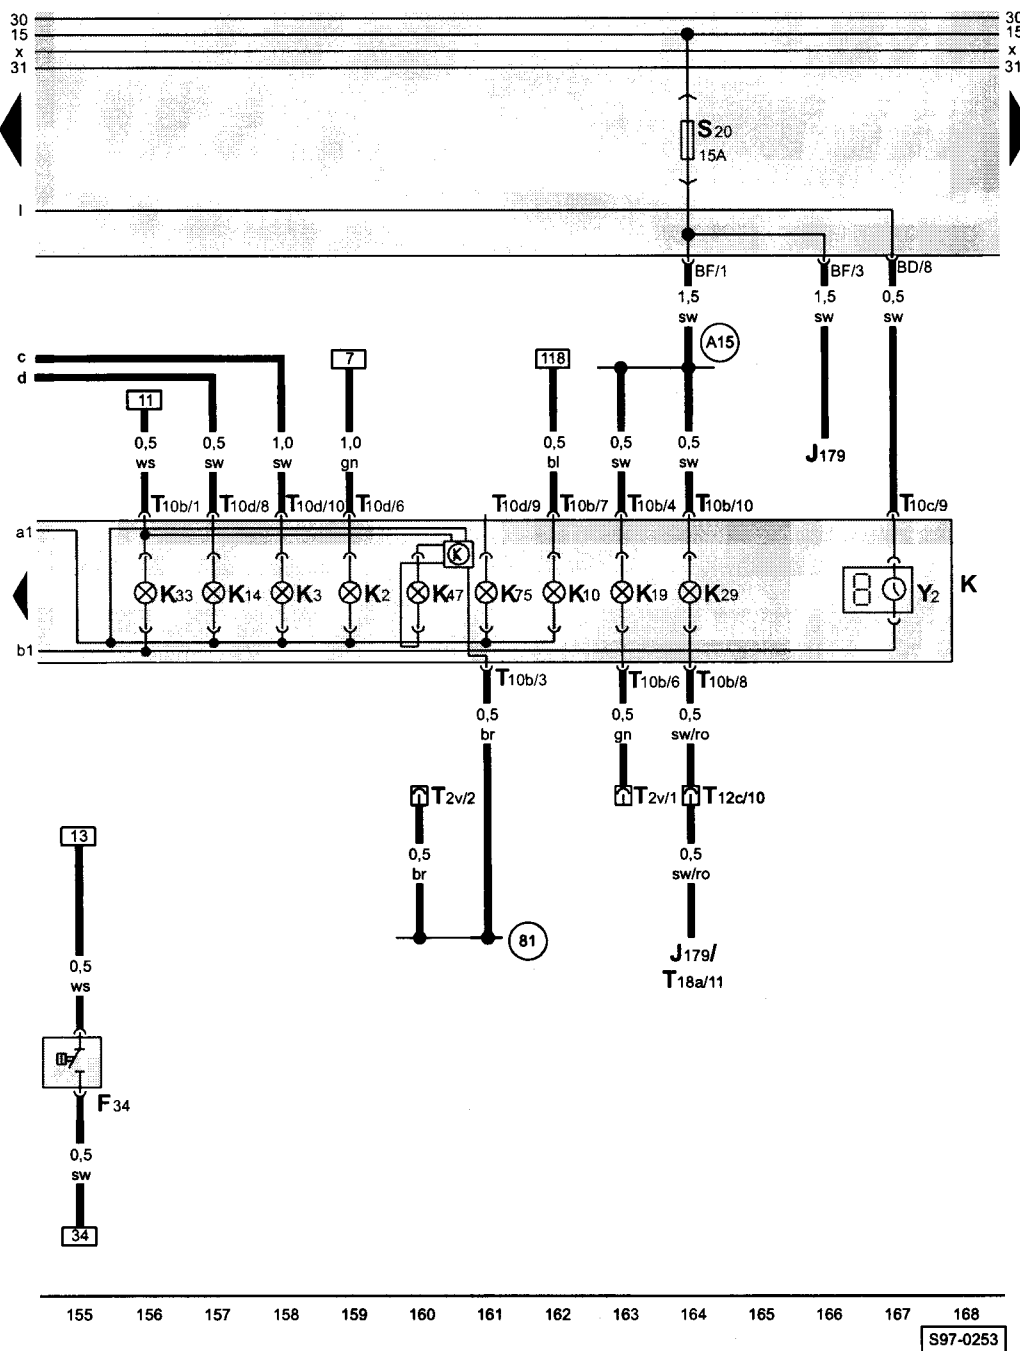 30 30
15 15
x x
31 31
S20
15A
l
BF/1 BF/3 BD/8
1,5 1,5 0,5
sw sw sw
A15
c
d
7 118
11
0,5 0,5 1,0 1,0 0,5 0,5 0,5
ws sw sw gn bl sw sw
J179
T10b/1 T10d/8 T10d/10 T10d/6 T10d/9 T10b/7 T10b/4 T10b/10 T10c/9
a1
K
K33 K14 K3 K2 K47 K75 K10 K19 K29 Y2 K
b1
T10b/3 T10b/6 T10b/8
0,5 0,5 0,5
br gn sw/ro
T2v/2 T2v/1 T12c/10
13
0,5 0,5
br sw/ro
81
J179/
T18a/11
0,5
ws
F34
0,5
sw
34
155 156 157 158 159 160 161 162 163 164 165 166 167 168
S97-0253